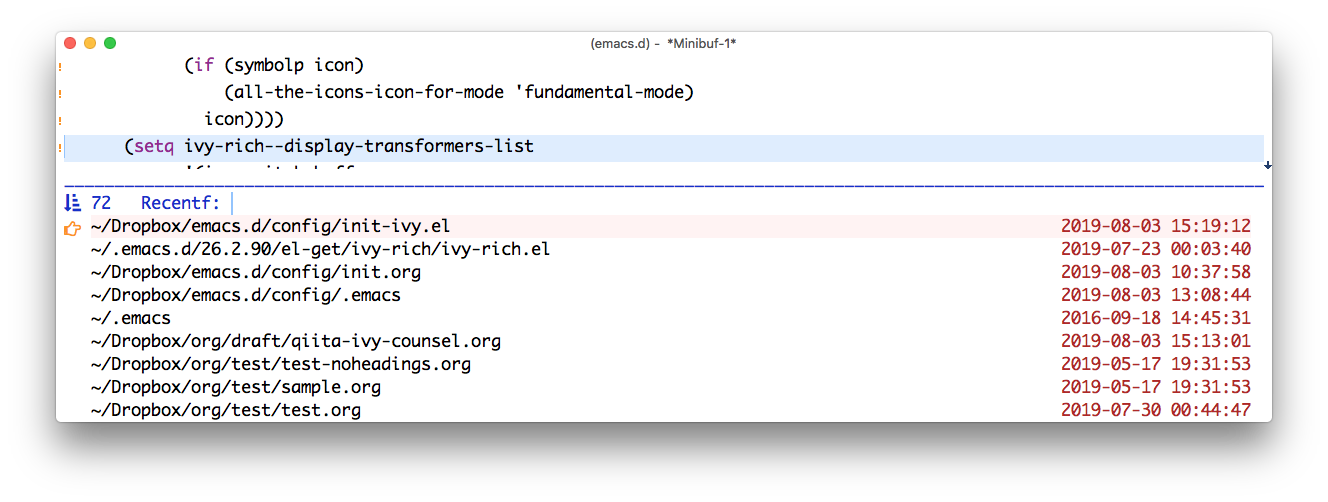 (emacs.d) - *Minibuf-1*
! (if (symbolp icon)
! (all-the-icons-icon-for-mode 'fundamental-mode)
! icon))))
! (setq ivy-rich--display-transformers-list
72 Recentf:
~/Dropbox/emacs.d/config/init-ivy.el 2019-08-03 15:19:12
~/.emacs.d/26.2.90/el-get/ivy-rich/ivy-rich.el 2019-07-23 00:03:40
~/Dropbox/emacs.d/config/init.org 2019-08-03 10:37:58
~/Dropbox/emacs.d/config/.emacs 2019-08-03 13:08:44
~/.emacs 2016-09-18 14:45:31
~/Dropbox/org/draft/qiita-ivy-counsel.org 2019-08-03 15:13:01
~/Dropbox/org/test/test-noheadings.org 2019-05-17 19:31:53
~/Dropbox/org/test/sample.org 2019-05-17 19:31:53
~/Dropbox/org/test/test.org 2019-07-30 00:44:47